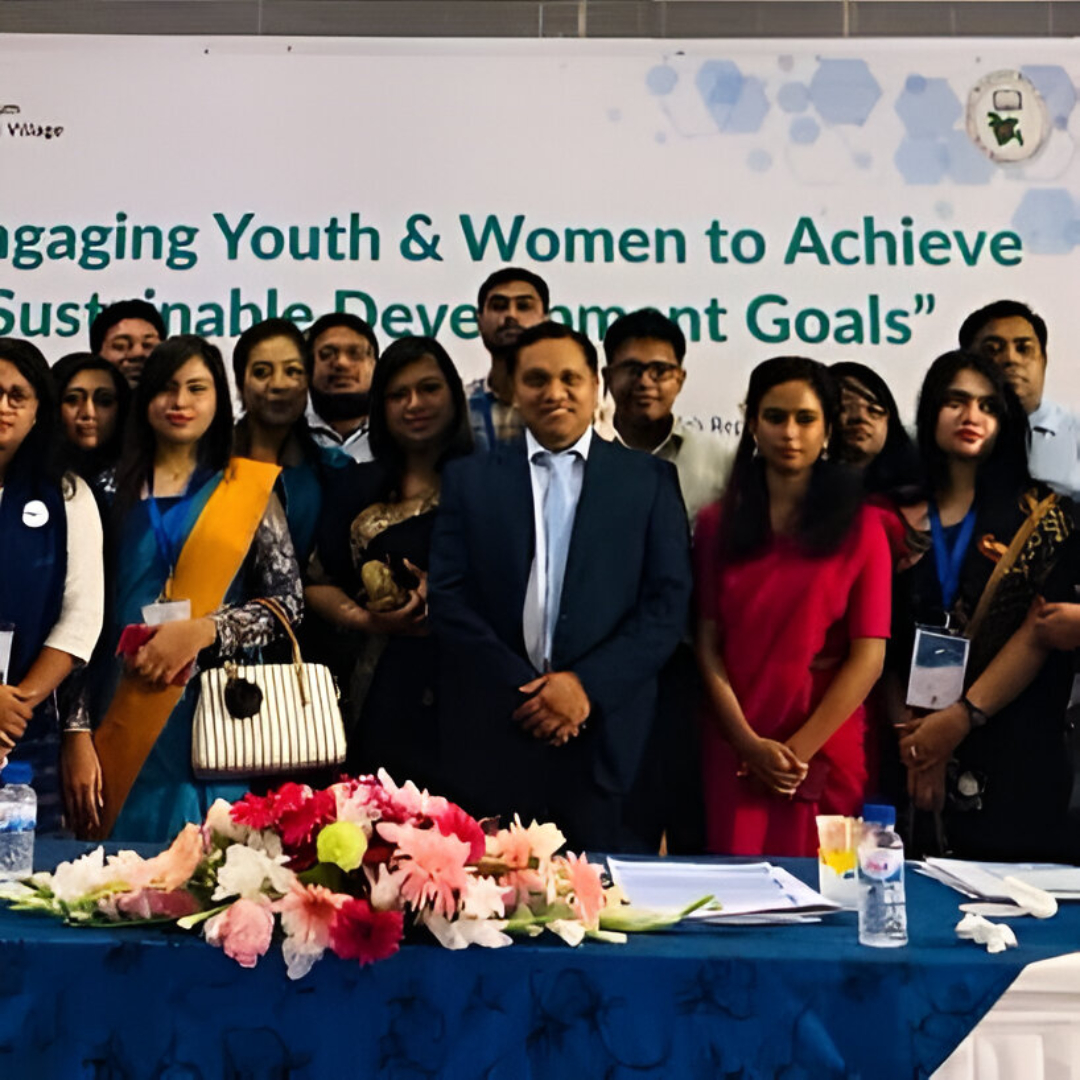 Village
ngaging Youth & Women to Achieve
Sustainable Development Goals”